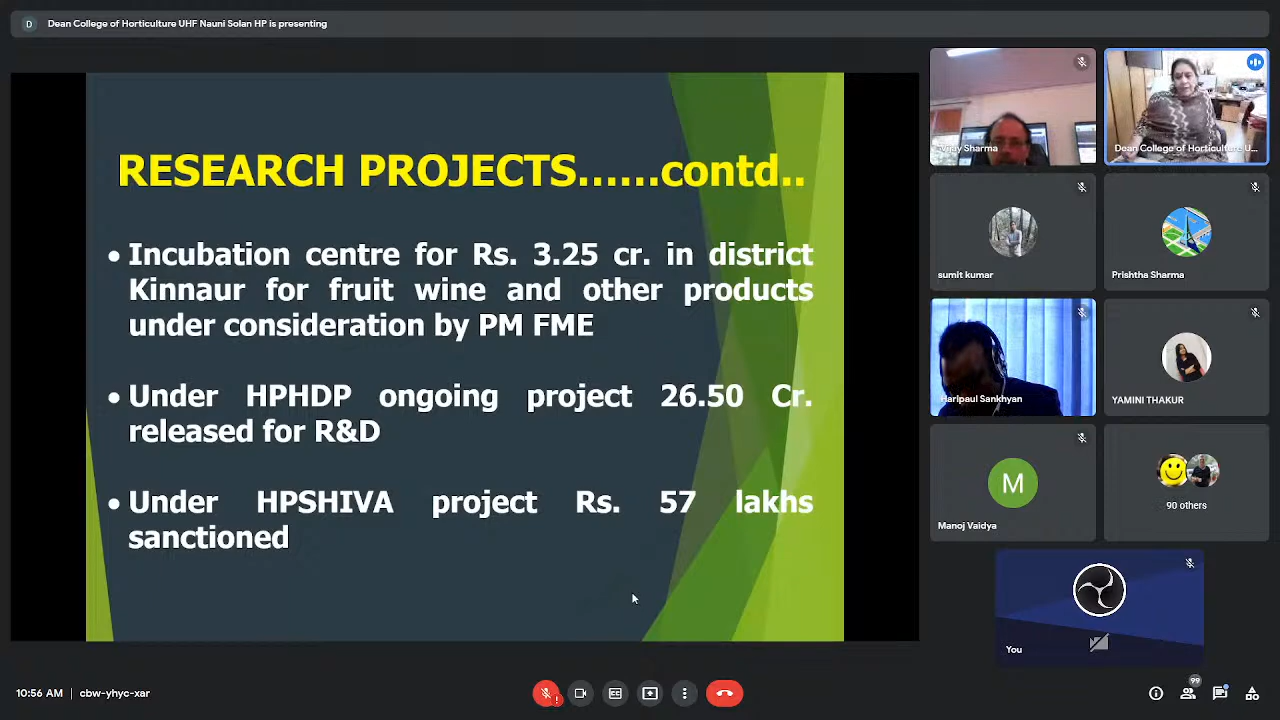 D
Dean College of Horticulture UHF Nauni Solan HP is presenting
RESEARCH PROJECTS......contd..
• Incubation centre for Rs. 3.25 cr. in district
Kinnaur for fruit wine and other products
under consideration by PM FME
• Under HPHDP ongoing project 26.50 Cr.
released for R&D
• Under HPSHIVA project Rs. 57 lakhs
sanctioned
Vijay Sharma
Dean College of Horticulture U...
sumit kumar
Prishtha Sharma
Haripaul Sankhyan
YAMINI THAKUR
M
Manoj Vaidya
90 others
You
10:56 AM | cbw-yhyc-xar
99